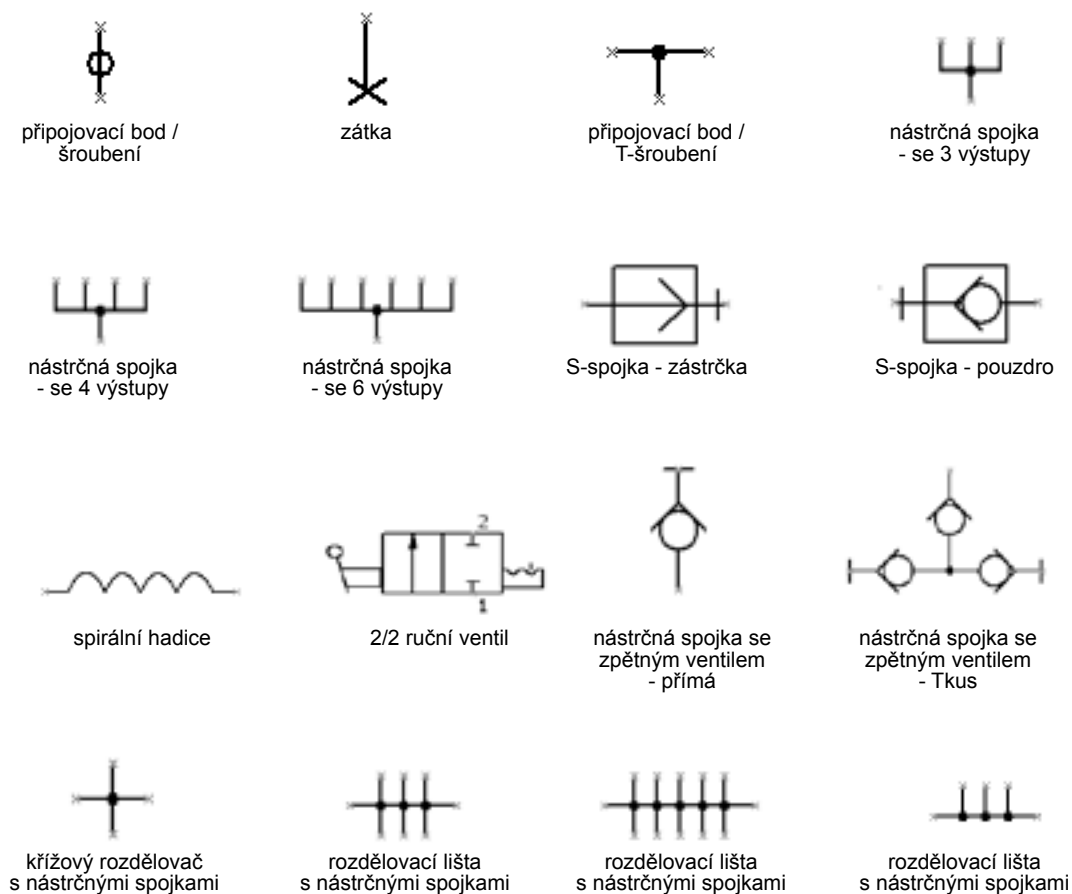 připojovací bod /
šroubení
zátka
připojovací bod /
T-šroubení
nástrčná spojka
- se 3 výstupy
nástrčná spojka
- se 4 výstupy
nástrčná spojka
- se 6 výstupy
S-spojka - zástrčka
S-spojka - pouzdro
spirální hadice
2
1
2/2 ruční ventil
nástrčná spojka se
zpětným ventilem
- přímá
nástrčná spojka se
zpětným ventilem
- Tkus
křížový rozdělovač
s nástrčnými spojkami
rozdělovací lišta
s nástrčnými spojkami
rozdělovací lišta
s nástrčnými spojkami
rozdělovací lišta
s nástrčnými spojkami